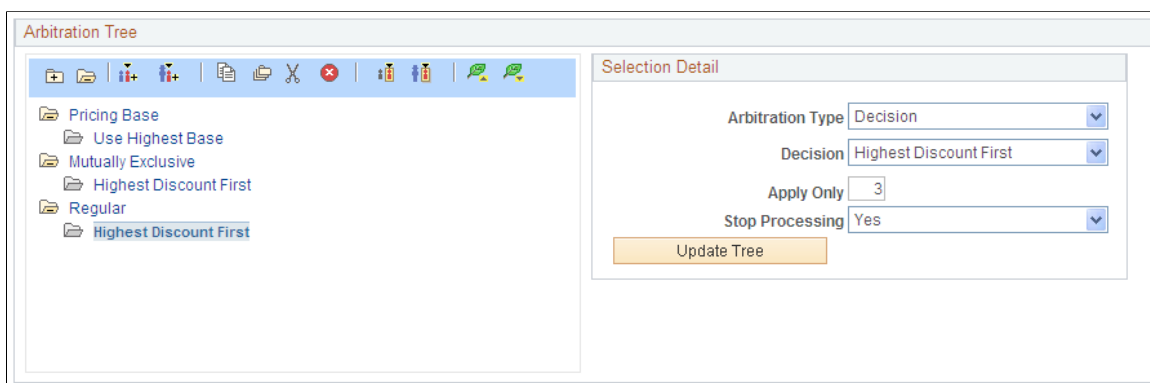 Arbitration Tree
Pricing Base
Use Highest Base
Mutually Exclusive
Highest Discount First
Regular
Highest Discount First
Selection Detail
Arbitration Type Decision
Decision Highest Discount First
Apply Only 3
Stop Processing Yes
Update Tree